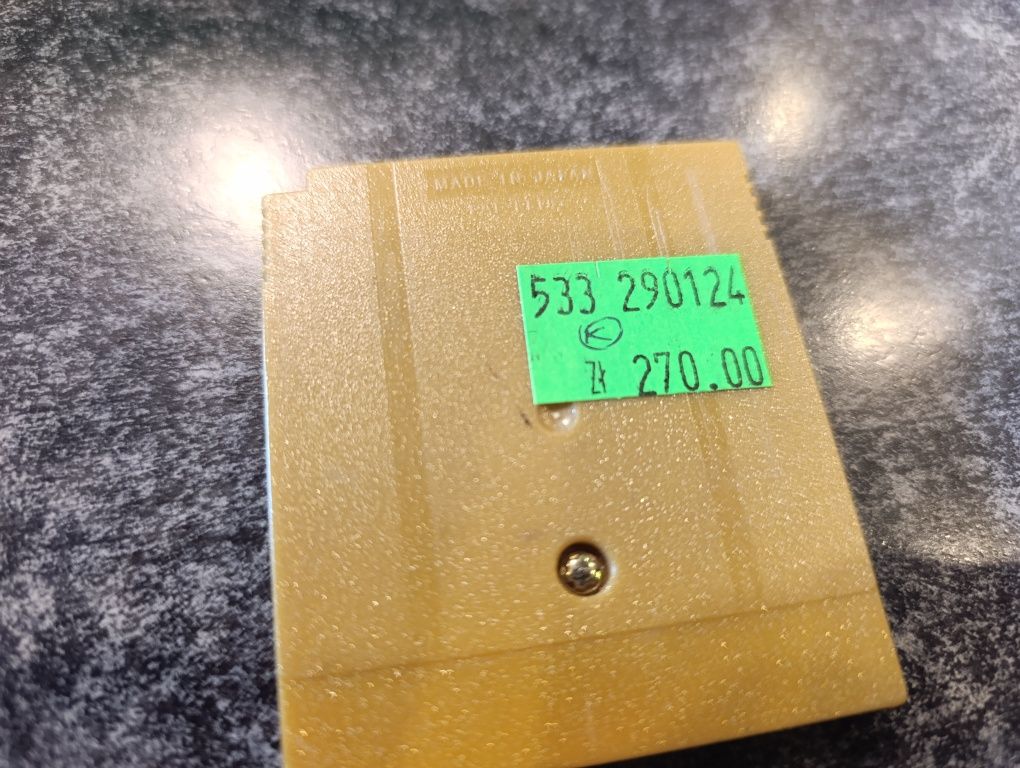 MADE IN JAPAN
533 290124
K
zł 270.00